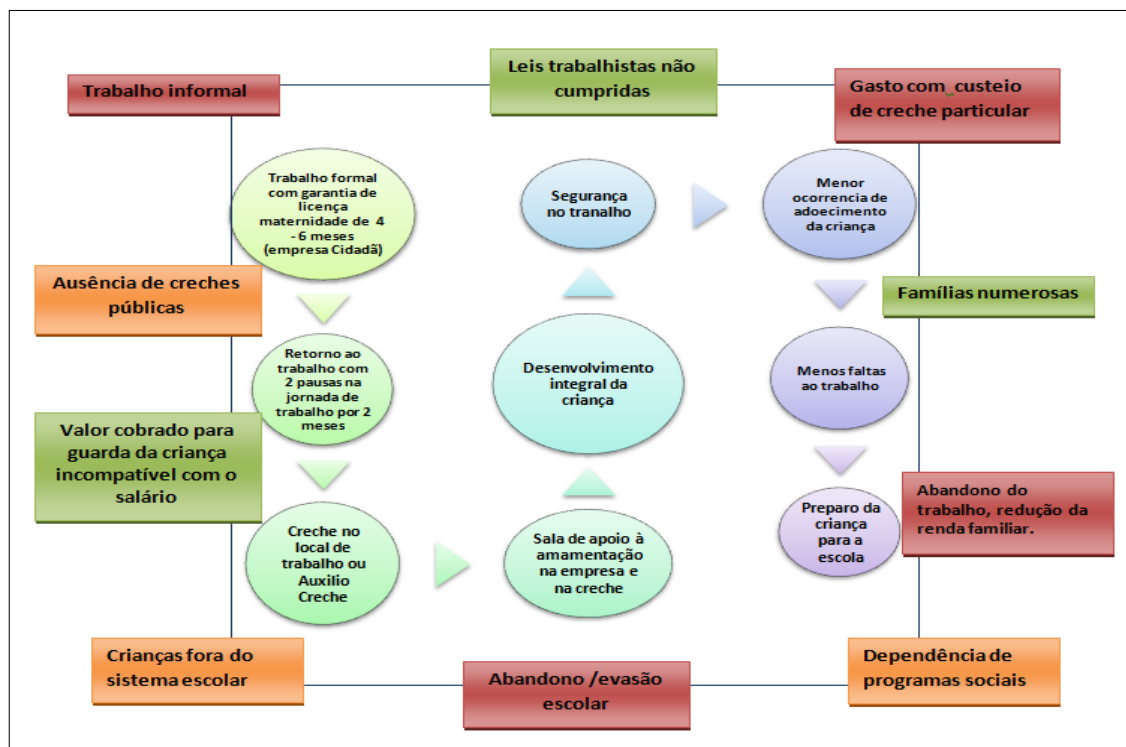 Leis trabalhistas não
cumpridas
Trabalho informal
Gasto com custeio
de creche particular
Trabalho formal
com garantia de
licença
maternidade de 4
- 6 meses
(empresa Cidadã)
Segurança
no tranalho
Menor
ocorrencia de
adoecimento
da criança
Ausência de creches
públicas
Famílias numerosas
Retorno ao
trabalho com
2 pausas na
jornada de
trabalho por 2
meses
Desenvolvimento
integral da
criança
Menos faltas
ao trabalho
Valor cobrado para
guarda da criança
incompatível com o
salário
Creche no
local de
trabalho ou
Auxilio
Creche
Sala de apoio à
amamentação
na empresa e
na creche
Preparo da
criança
para a
escola
Abandono do
trabalho, redução da
renda familiar.
Crianças fora do
sistema escolar
Abandono /evasão
escolar
Dependência de
programas sociais